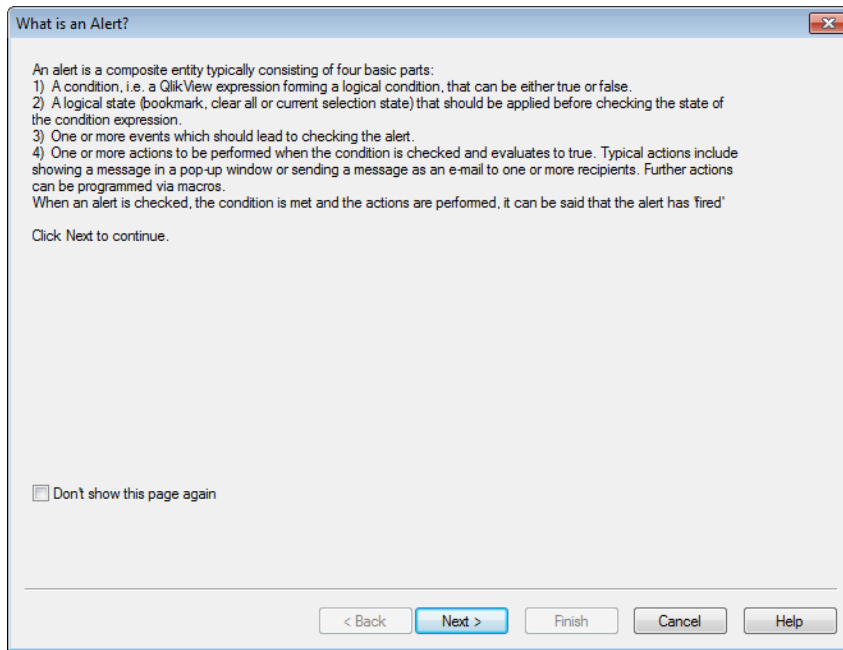 What is an Alert?
An alert is a composite entity typically consisting of four basic parts:
1) A condition, i.e. a QlikView expression forming a logical condition, that can be either true or false.
2) A logical state (bookmark, clear all or current selection state) that should be applied before checking the state of
the condition expression.
3) One or more events which should lead to checking the alert.
4) One or more actions to be performed when the condition is checked and evaluates to true. Typical actions include
showing a message in a pop-up window or sending a message as an e-mail to one or more recipients. Further actions
can be programmed via macros.
When an alert is checked, the condition is met and the actions are performed, it can be said that the alert has 'fired'
Click Next to continue.
Don't show this page again
< Back Next > Finish Cancel Help